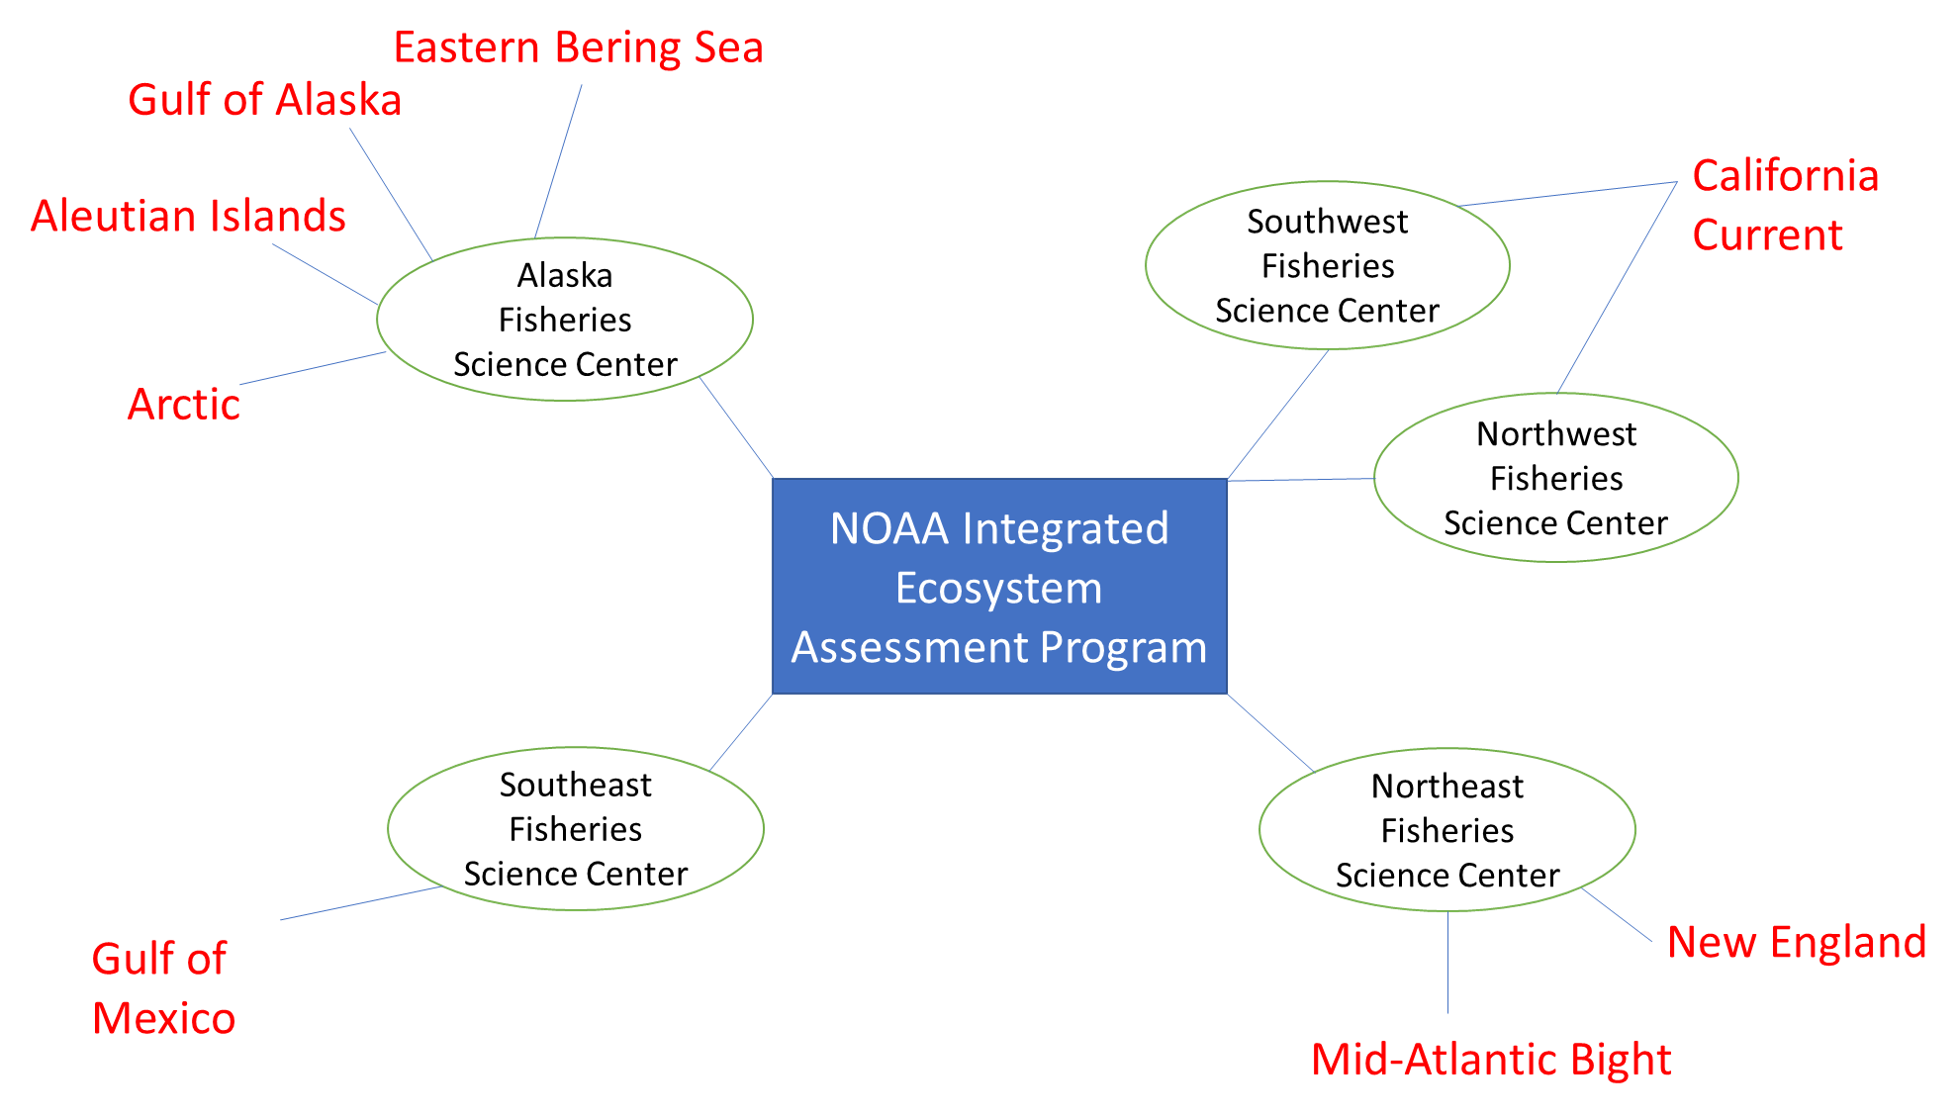 Eastern Bering Sea
Gulf of Alaska
Aleutian Islands
Arctic
Alaska
Fisheries
Science Center
Southwest
Fisheries
Science Center
California
Current
Northwest
Fisheries
Science Center
NOAA Integrated
Ecosystem
Assessment Program
Southeast
Fisheries
Science Center
Gulf of
Mexico
Northeast
Fisheries
Science Center
New England
Mid-Atlantic Bight